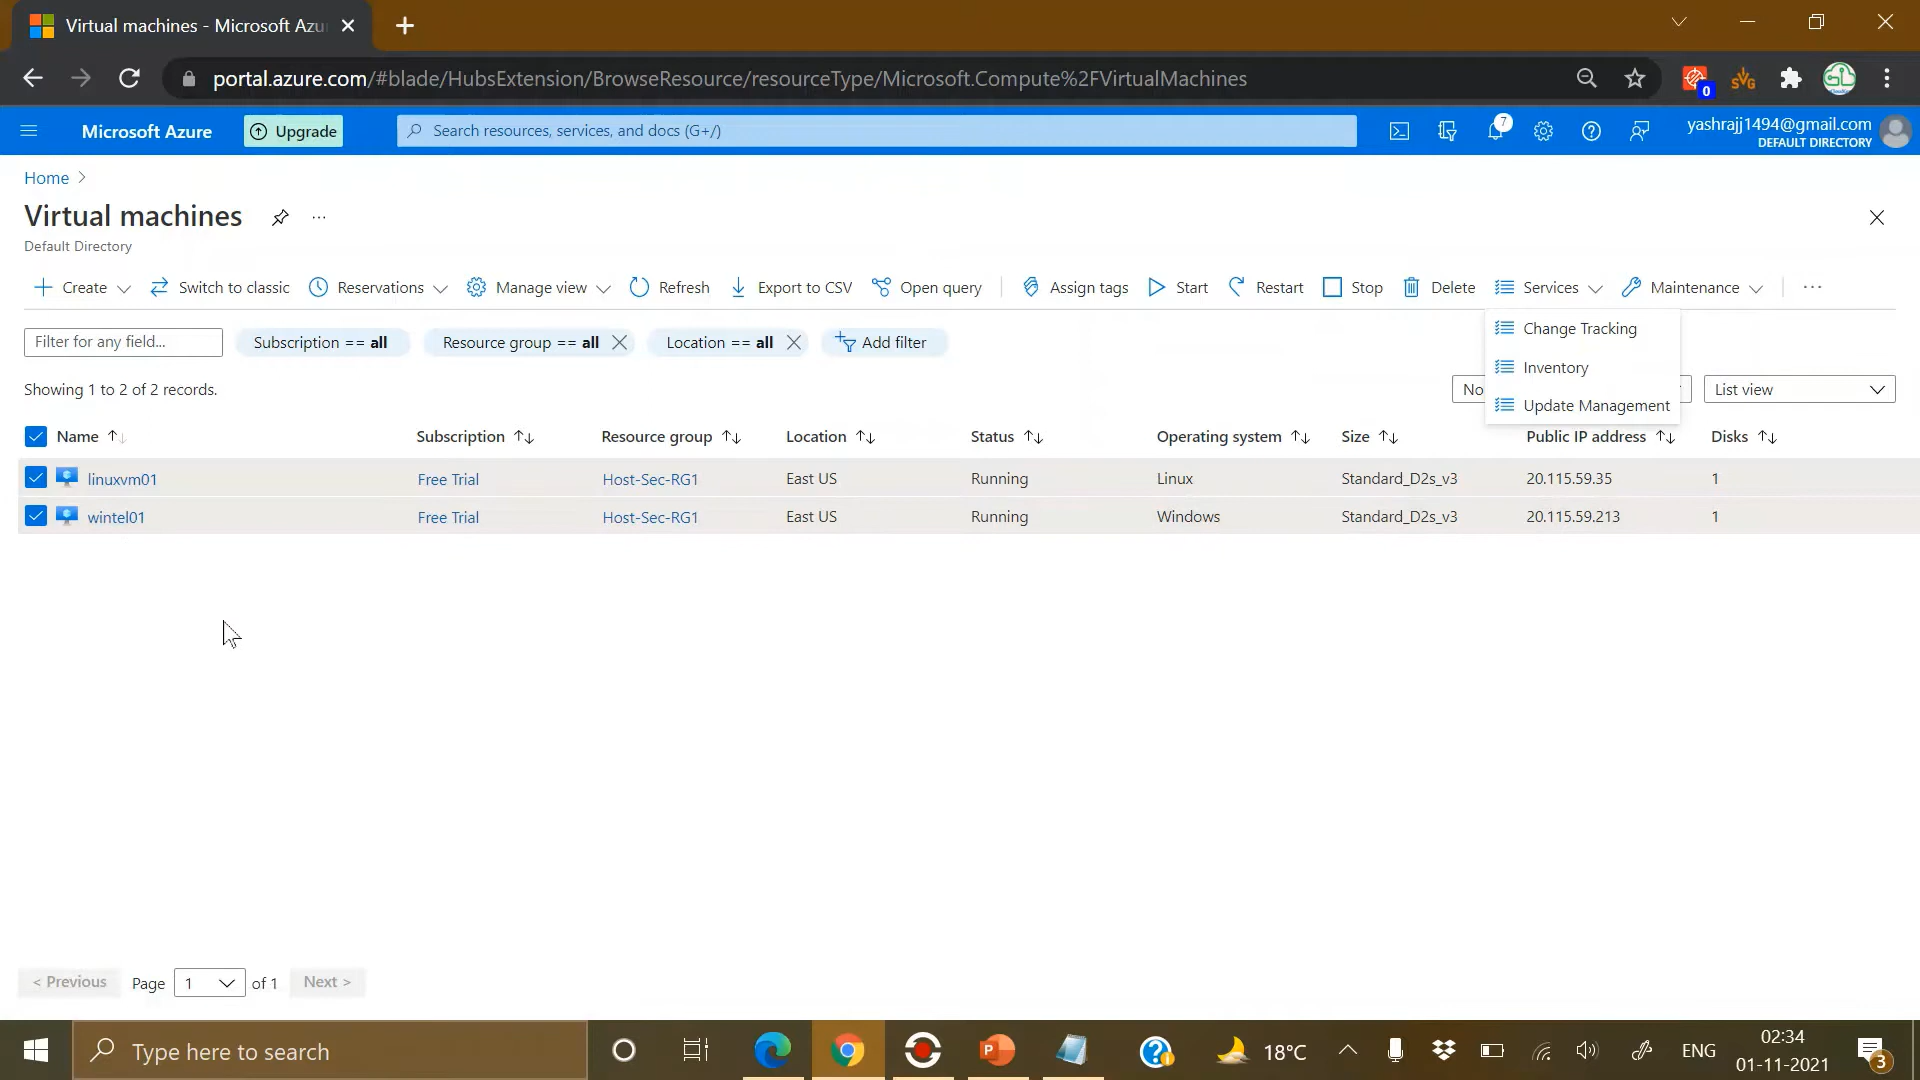 Virtual machines - Microsoft Azu
portal.azure.com/#blade/HubsExtension/BrowseResource/resourceType/Microsoft.Compute%2FVirtualMachines
0
Microsoft Azure
Upgrade
Search resources, services, and docs (G+/)
7
yashrajj1494@gmail.com
DEFAULT DIRECTORY
Home >
Virtual machines
...
Default Directory
Create
Switch to classic
Reservations
Manage view
Refresh
Export to CSV
Open query
Assign tags
Start
Restart
Stop
Delete
Services
Maintenance
...
Change Tracking
Inventory
Update Management
Filter for any field...
Subscription == all
Resource group == all
Location == all
Add filter
Showing 1 to 2 of 2 records.
No
List view
Name Subscription Resource group Location Status Operating system Size Public IP address Disks
linuxvm01 Free Trial Host-Sec-RG1 East US Running Linux Standard_D2s_v3 20.115.59.35 1
wintel01 Free Trial Host-Sec-RG1 East US Running Windows Standard_D2s_v3 20.115.59.213 1
< Previous Page 1 of 1 Next >
Type here to search
18°C
ENG
02:34
01-11-2021
3